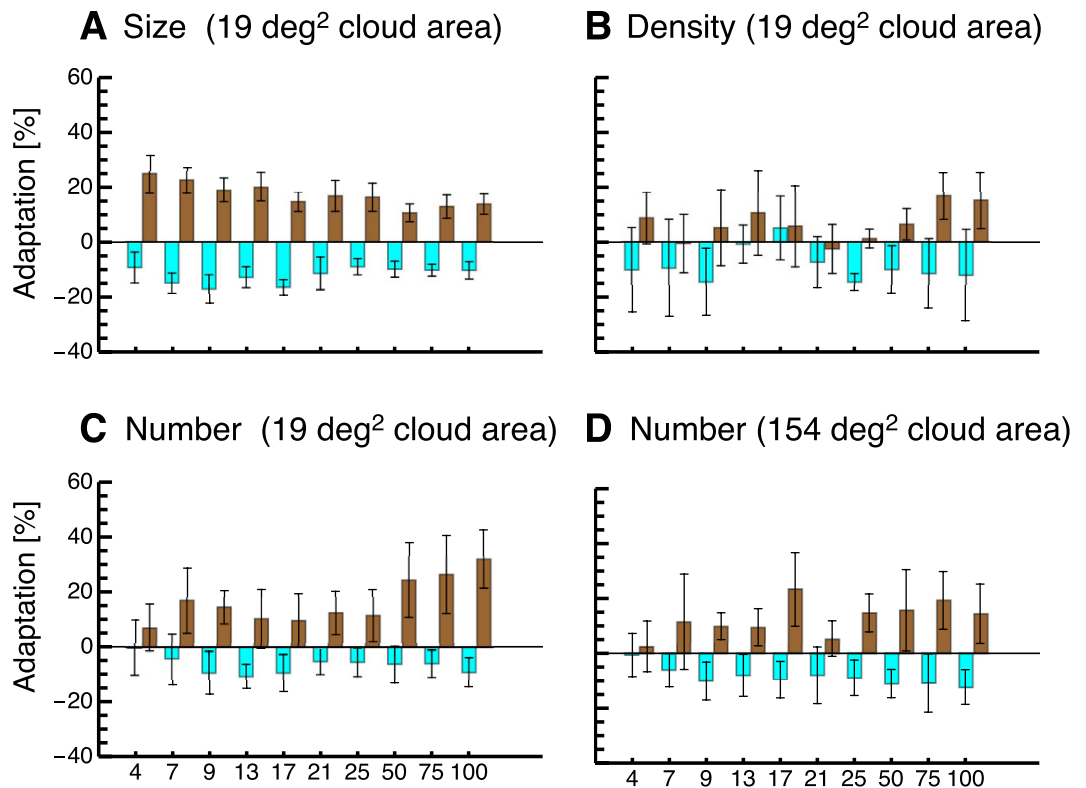 A Size (19 deg² cloud area)
B Density (19 deg² cloud area)
Adaptation [%]
60
40
20
0
−20
−40
C Number (19 deg² cloud area)
D Number (154 deg² cloud area)
Adaptation [%]
60
40
20
0
−20
−40
4 7 9 13 17 21 25 50 75 100
4 7 9 13 17 21 25 50 75 100